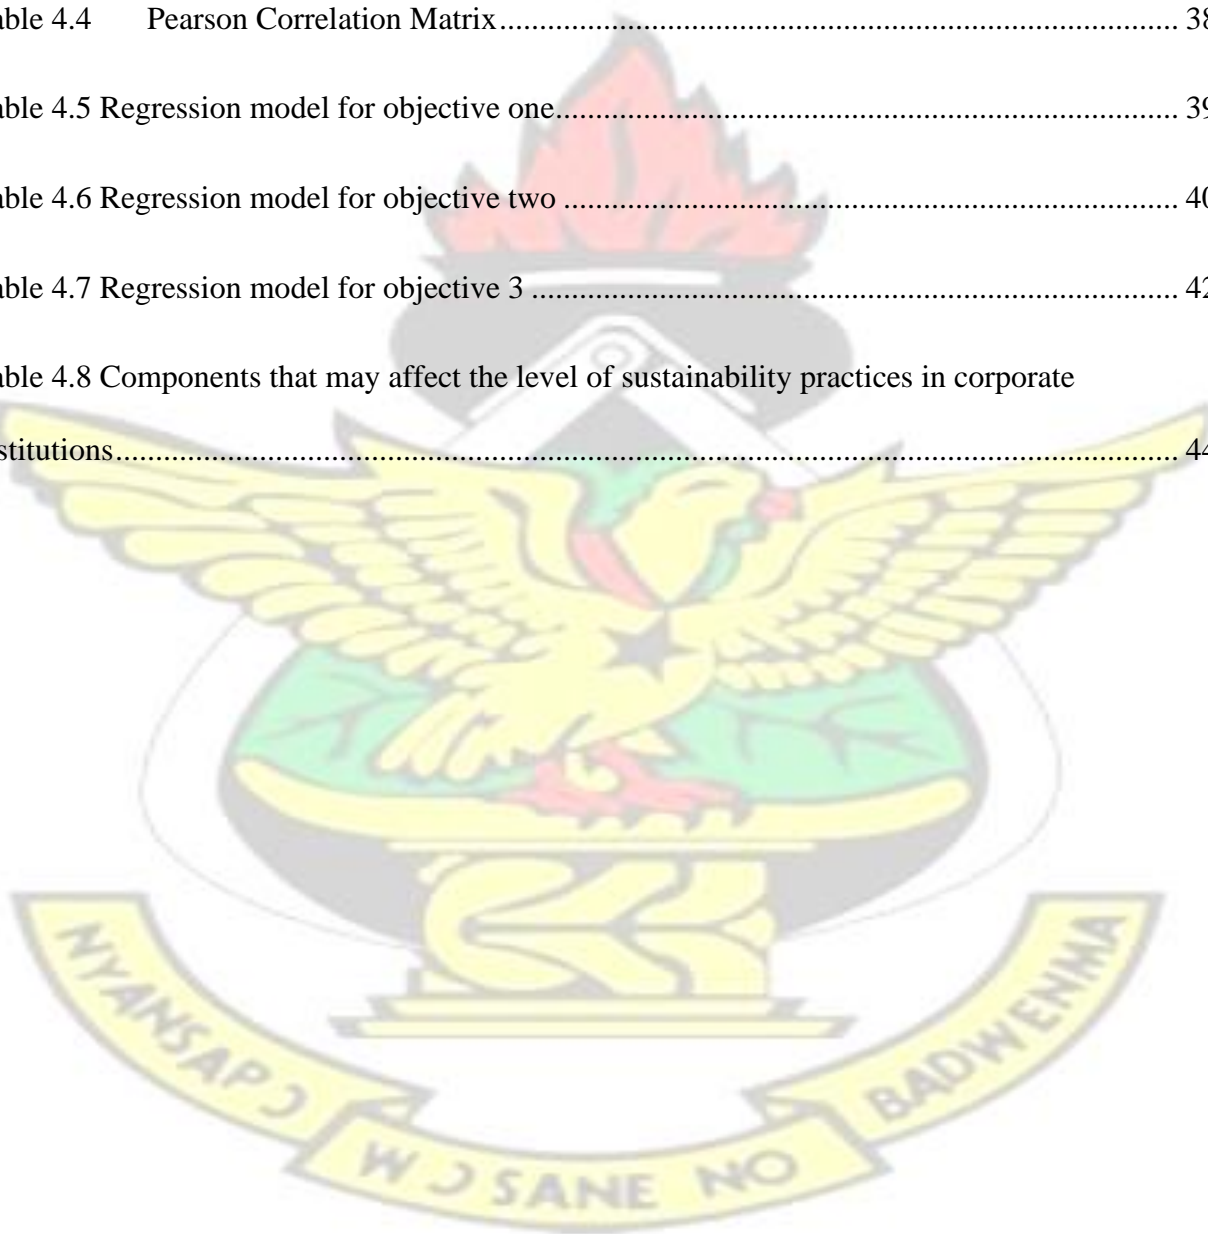 able 4.4 Pearson Correlation Matrix.......................................................................................... 38
able 4.5 Regression model for objective one.................................................................................. 39
able 4.6 Regression model for objective two ................................................................................. 40
able 4.7 Regression model for objective 3 ..................................................................................... 42
able 4.8 Components that may affect the level of sustainability practices in corporate
stitutions.......................................................................................................................................... 44
NYANSAPƆ
WƆSANE NO
BADWENMA